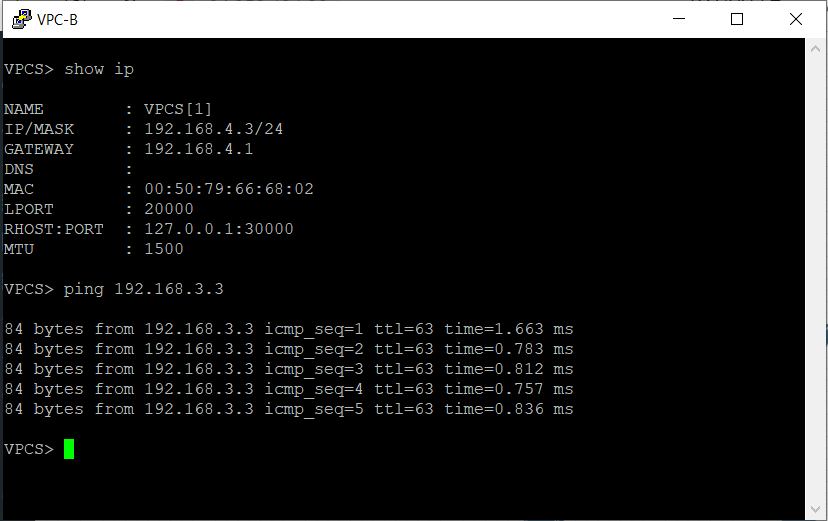 VPC-B
VPCS> show ip
NAME : VPCS[1]
IP/MASK : 192.168.4.3/24
GATEWAY : 192.168.4.1
DNS :
MAC : 00:50:79:66:68:02
LPORT : 20000
RHOST:PORT : 127.0.0.1:30000
MTU : 1500
VPCS> ping 192.168.3.3
84 bytes from 192.168.3.3 icmp_seq=1 ttl=63 time=1.663 ms
84 bytes from 192.168.3.3 icmp_seq=2 ttl=63 time=0.783 ms
84 bytes from 192.168.3.3 icmp_seq=3 ttl=63 time=0.812 ms
84 bytes from 192.168.3.3 icmp_seq=4 ttl=63 time=0.757 ms
84 bytes from 192.168.3.3 icmp_seq=5 ttl=63 time=0.836 ms
VPCS>